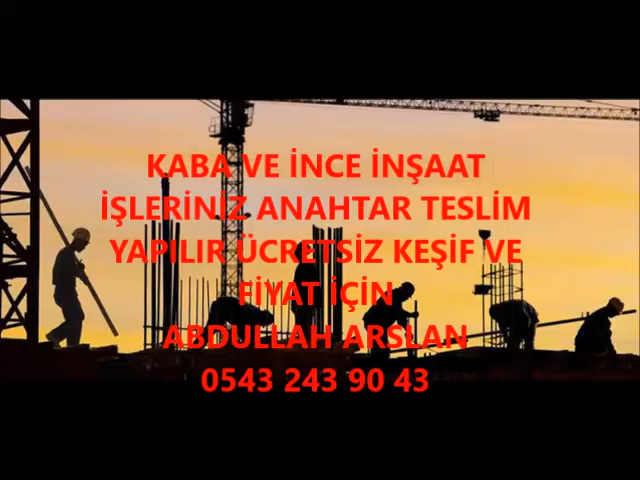 KABA VE İNCE İNŞAAT
İŞLERİNİZ ANAHTAR TESLİM
YAPILIR ÜCRETSİZ KEŞİF VE
FİYAT İÇİN
ABDULLAH ARSLAN
0543 243 90 43